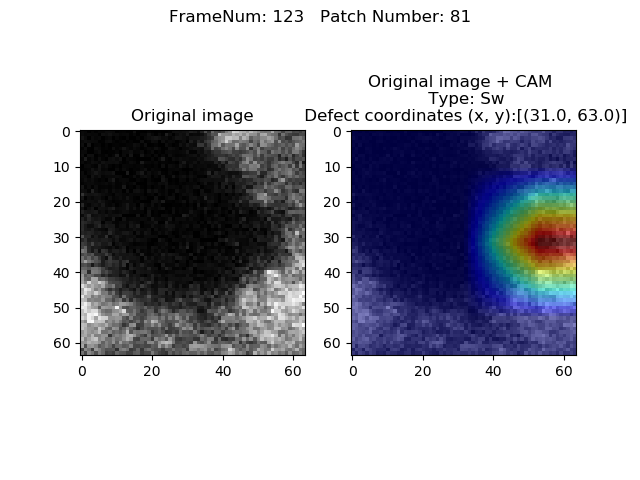 FrameNum: 123   Patch Number: 81
Original image
Original image + CAM
Type: Sw
Defect coordinates (x, y):[(31.0, 63.0)]
0
10
20
30
40
50
60
0 20 40 60
0
10
20
30
40
50
60
0 20 40 60